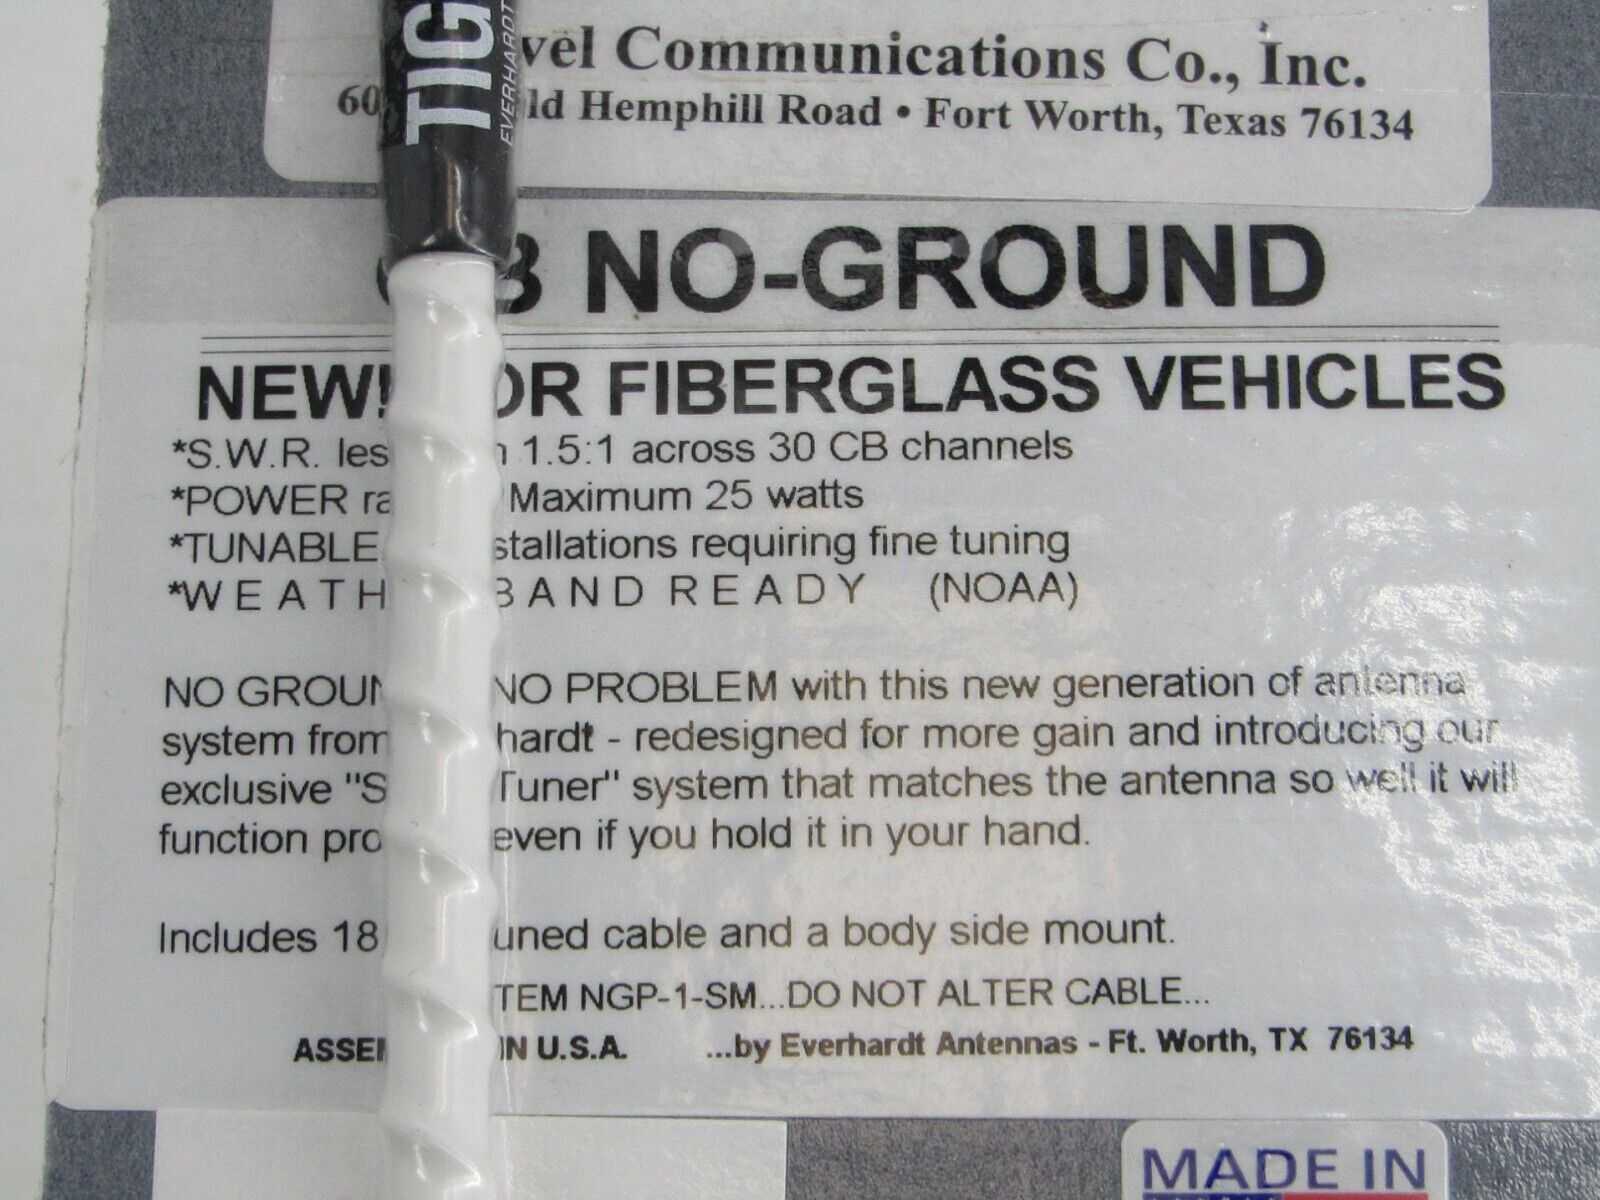 TIG
EVERHARDT
vel Communications Co., Inc.
60 ld Hemphill Road • Fort Worth, Texas 76134
B NO-GROUND
NEW! OR FIBERGLASS VEHICLES
*S.W.R. les n 1.5:1 across 30 CB channels
*POWER ra Maximum 25 watts
*TUNABLE stallations requiring fine tuning
*W E A T H B A N D R E A D Y (NOAA)
NO GROUN NO PROBLEM with this new generation of antenna
system from hardt - redesigned for more gain and introducing our
exclusive "S Tuner" system that matches the antenna so well it will
function pro even if you hold it in your hand.
Includes 18 uned cable and a body side mount.
TEM NGP-1-SM...DO NOT ALTER CABLE...
ASSEM IN U.S.A. ...by Everhardt Antennas - Ft. Worth, TX 76134
MADE IN